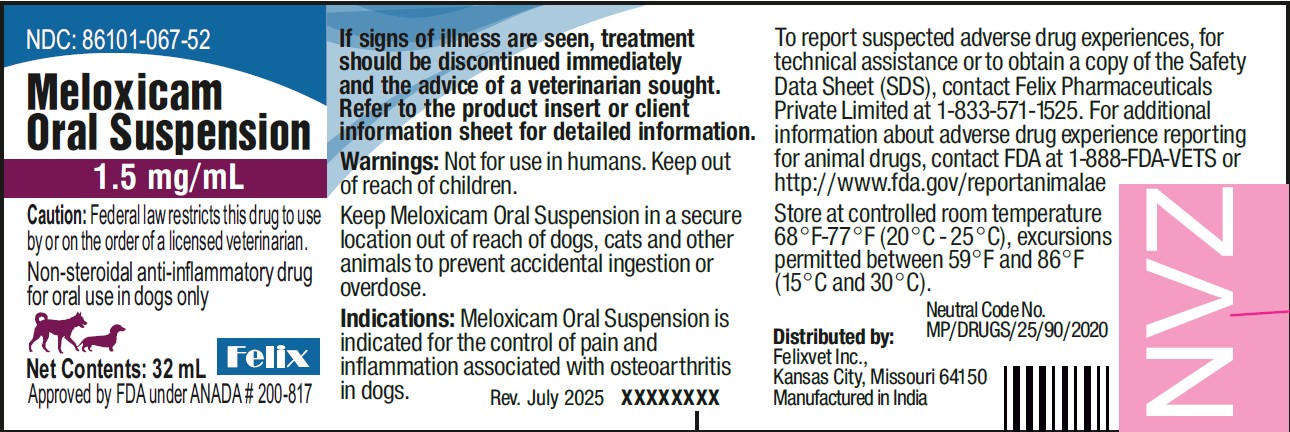 NDC: 86101-067-52
Meloxicam
Oral Suspension
1.5 mg/mL
Caution: Federal law restricts this drug to use
by or on the order of a licensed veterinarian.
Non-steroidal anti-inflammatory drug
for oral use in dogs only
Net Contents: 32 mL
Felix
Approved by FDA under ANADA # 200-817
If signs of illness are seen, treatment
should be discontinued immediately
and the advice of a veterinarian sought.
Refer to the product insert or client
information sheet for detailed information.
Warnings: Not for use in humans. Keep out
of reach of children.
Keep Meloxicam Oral Suspension in a secure
location out of reach of dogs, cats and other
animals to prevent accidental ingestion or
overdose.
Indications: Meloxicam Oral Suspension is
indicated for the control of pain and
inflammation associated with osteoarthritis
in dogs.
Rev. July 2025 XXXXXXXX
To report suspected adverse drug experiences, for
technical assistance or to obtain a copy of the Safety
Data Sheet (SDS), contact Felix Pharmaceuticals
Private Limited at 1-833-571-1525. For additional
information about adverse drug experience reporting
for animal drugs, contact FDA at 1-888-FDA-VETS or
http://www.fda.gov/reportanimalae
Store at controlled room temperature
68°F-77°F (20°C - 25°C), excursions
permitted between 59°F and 86°F
(15°C and 30°C).
Neutral Code No.
MP/DRUGS/25/90/2020
Distributed by:
Felixvet Inc.,
Kansas City, Missouri 64150
Manufactured in India
NVZ